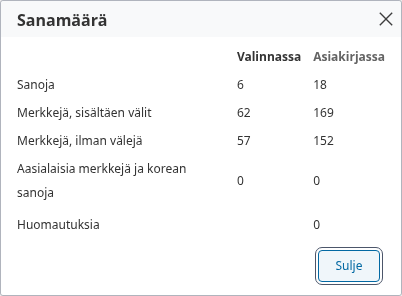 Sanamäärä
Valinnassa Asiakirjassa
Sanoja 6 18
Merkkejä, sisältäen välit 62 169
Merkkejä, ilman välejä 57 152
Aasialaisia merkkejä ja korean
sanoja 0 0
Huomautuksia 0
Sulje